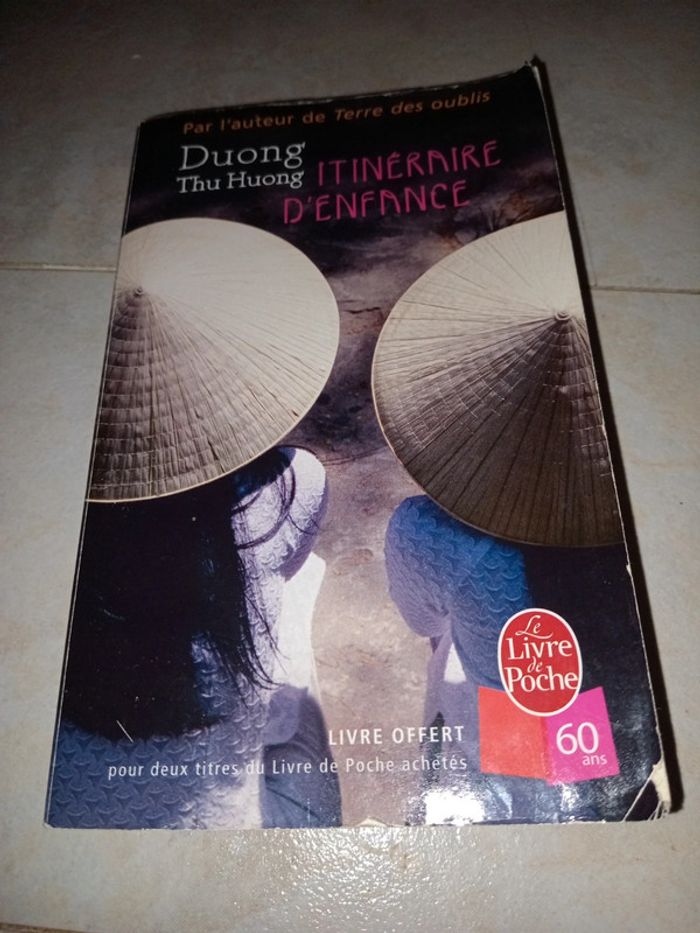 Par l'auteur de Terre des oublis
Duong
Thu Huong
ITINÉRAIRE
D'ENFANCE
Le
Livre
de
Poche
60
ans
LIVRE OFFERT
pour deux titres du Livre de Poche achetés